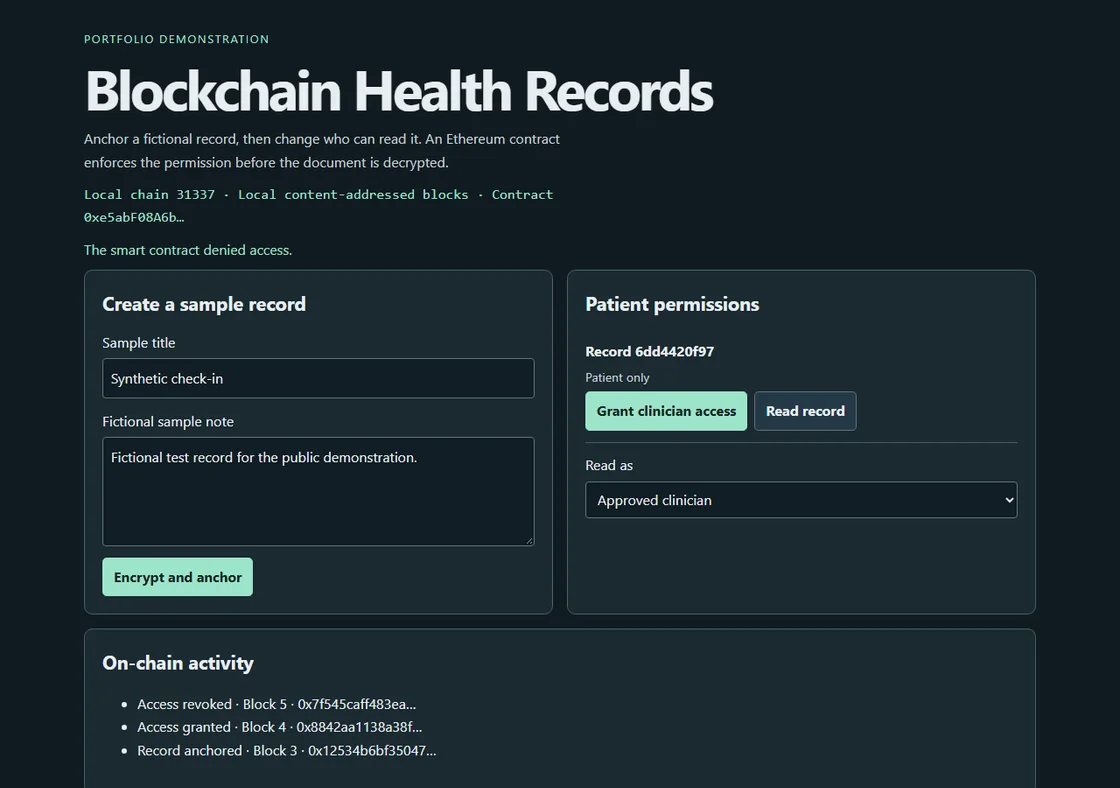 PORTFOLIO DEMONSTRATION
Blockchain Health Records
Anchor a fictional record, then change who can read it. An Ethereum contract
enforces the permission before the document is decrypted.
Local chain 31337 · Local content-addressed blocks · Contract
0xe5abF08A6b…
The smart contract denied access.
Create a sample record
Sample title
Synthetic check-in
Fictional sample note
Fictional test record for the public demonstration.
Encrypt and anchor
Patient permissions
Record 6dd4420f97
Patient only
Grant clinician access
Read record
Read as
Approved clinician
On-chain activity
• Access revoked · Block 5 · 0x7f545caff483ea…
• Access granted · Block 4 · 0x8842aa1138a38f…
• Record anchored · Block 3 · 0x12534b6bf35047…